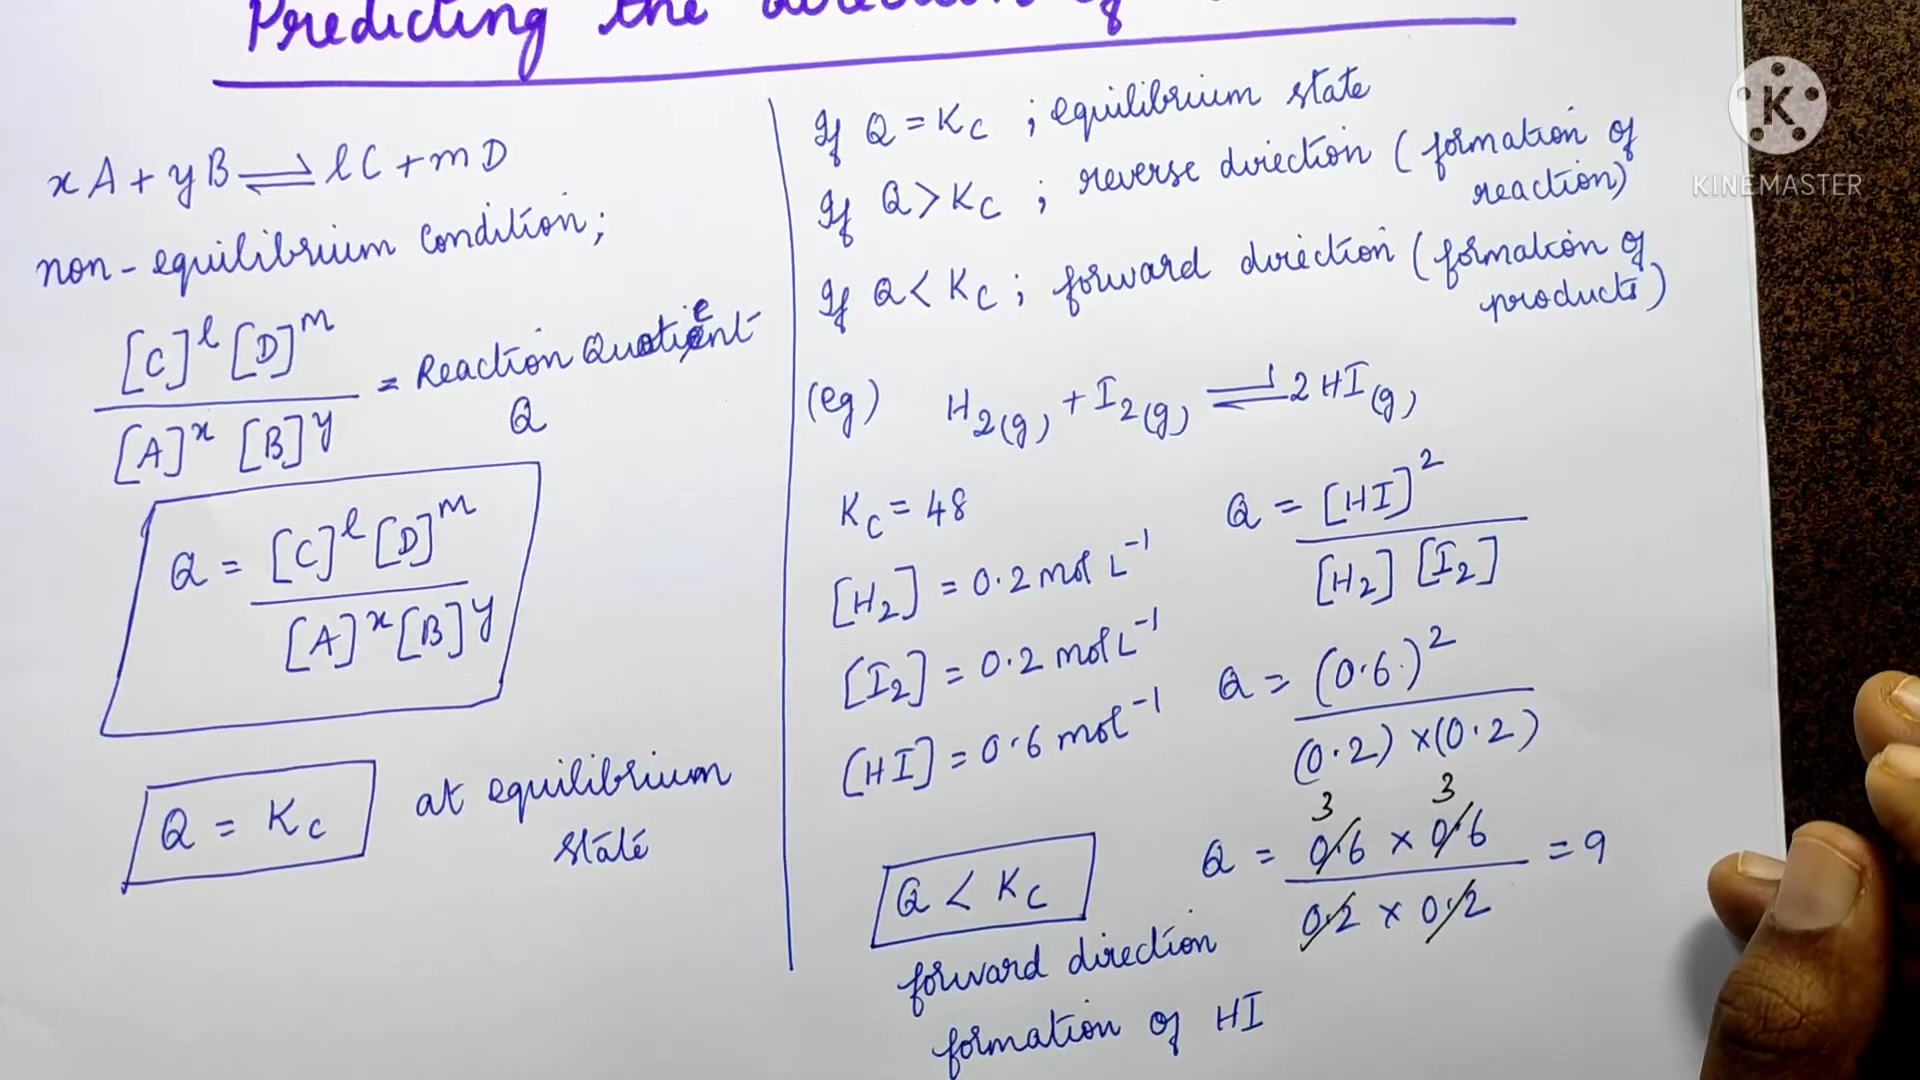 Predicting the direction of
x A + y B ⇌ l C + m D
non-equilibrium condition;
[C]^l [D]^m
[A]^x [B]^y
= Reaction Quotient
Q
Q = [C]^l [D]^m
[A]^x [B]^y
Q = Kc
at equilibrium
state
If Q = Kc ; equilibrium state
If Q > Kc ; reverse direction (formation of
reaction)
If Q < Kc ; forward direction (formation of
products)
(eg) H2(g) + I2(g) ⇌ 2HI(g)
Kc = 48
[H2] = 0.2 mol L^-1
[I2] = 0.2 mol L^-1
[HI] = 0.6 mol^-1
Q = [HI]^2
[H2] [I2]
Q = (0.6)^2
(0.2) × (0.2)
3 3
Q = 0.6 × 0.6 = 9
0.2 × 0.2
Q < Kc
forward direction
formation of HI
K
KINEMASTER